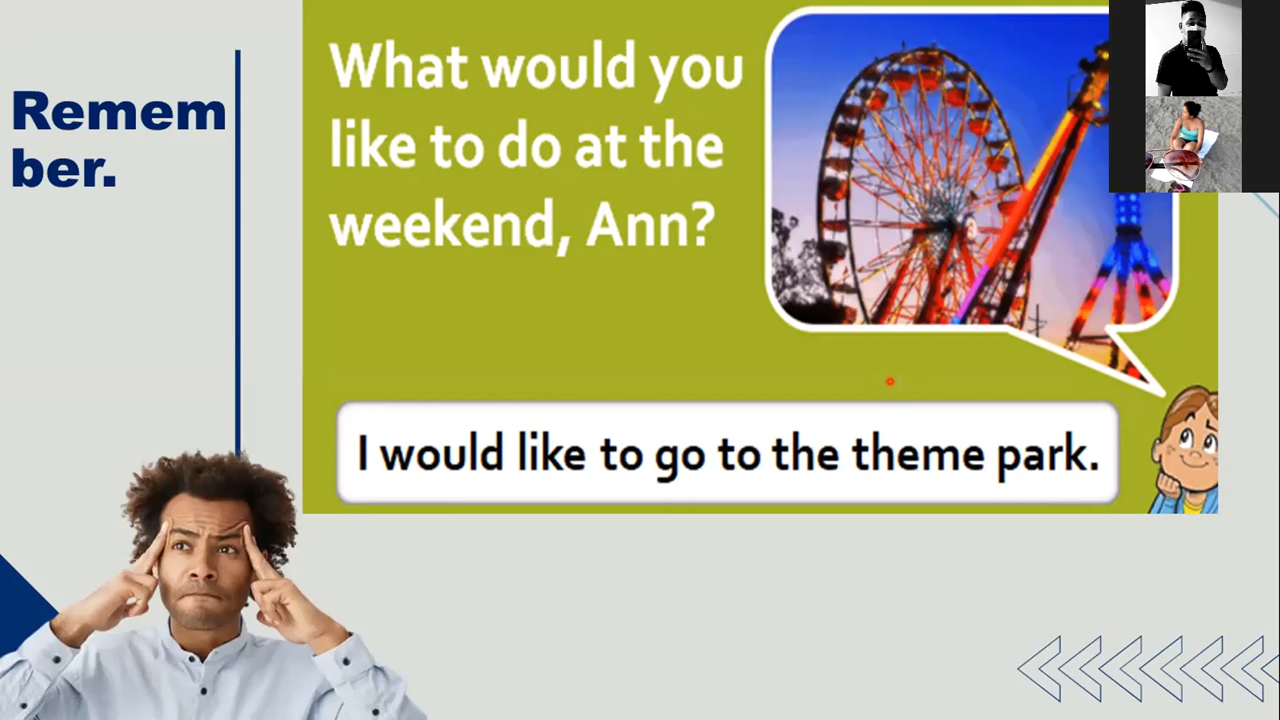 Remem
ber.
What would you
like to do at the
weekend, Ann?
I would like to go to the theme park.